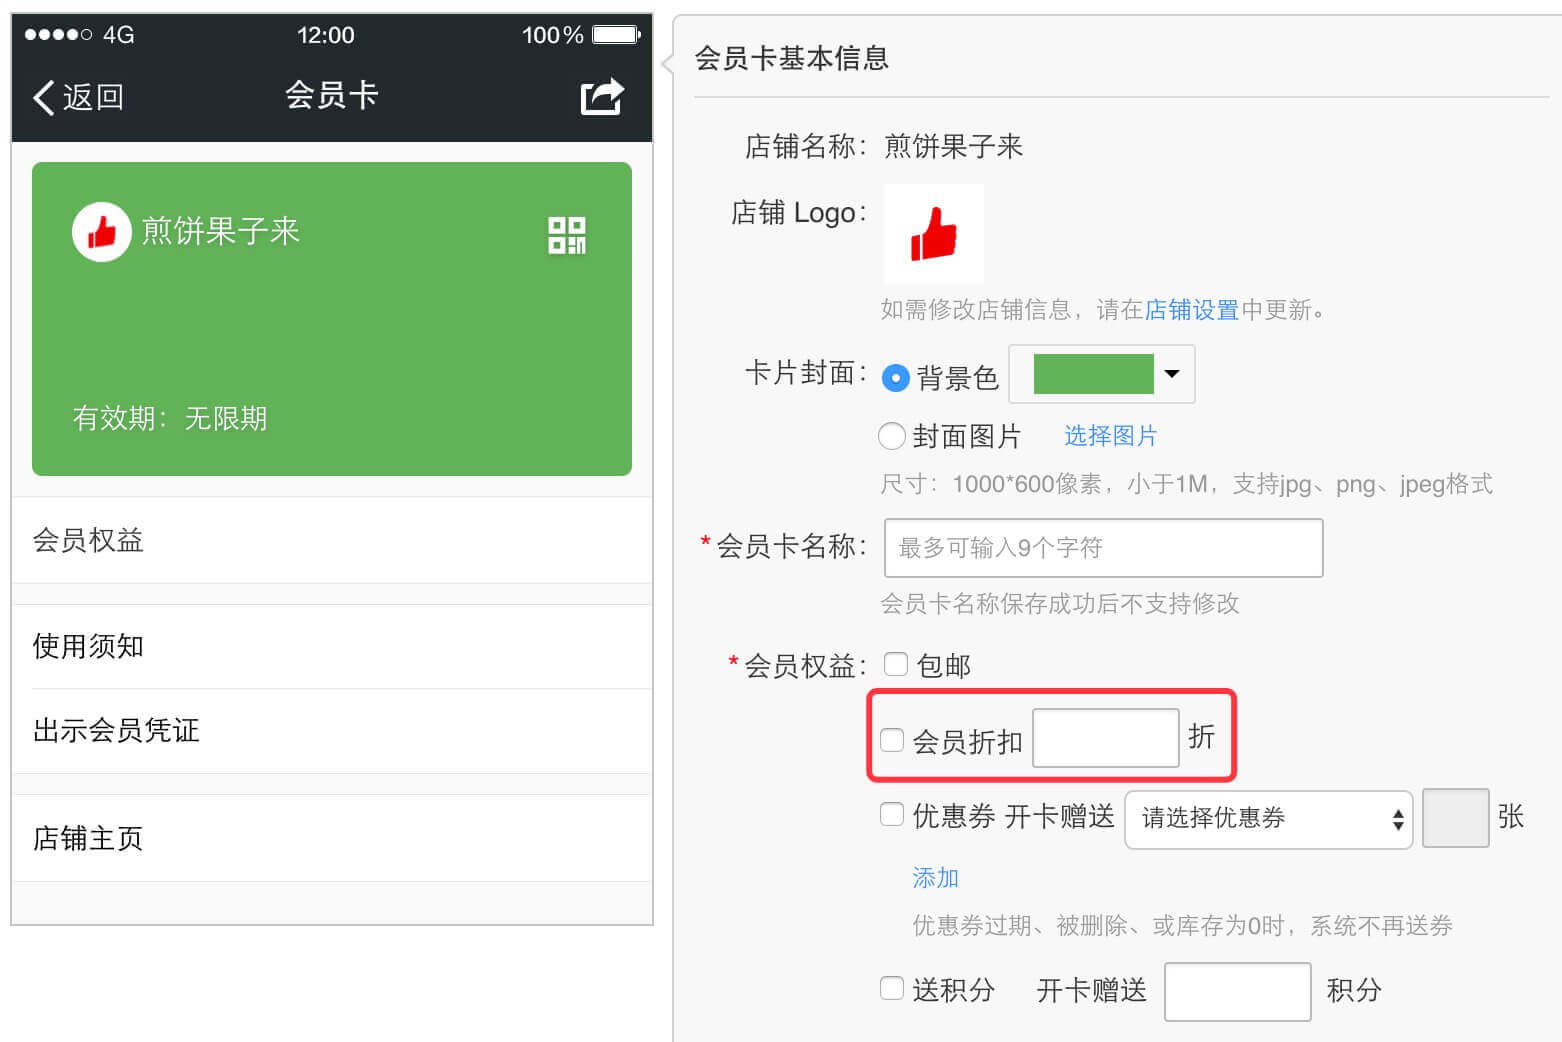 4G 12:00 100%
返回 会员卡
煎饼果子来
有效期：无限期
会员权益
使用须知
出示会员凭证
店铺主页
会员卡基本信息
店铺名称：煎饼果子来
店铺 Logo：
如需修改店铺信息，请在店铺设置中更新。
卡片封面：背景色
封面图片 选择图片
尺寸：1000*600像素，小于1M，支持jpg、png、jpeg格式
*会员卡名称：最多可输入9个字符
会员卡名称保存成功后不支持修改
*会员权益：包邮
会员折扣 折
优惠券 开卡赠送 请选择优惠券 张
添加
优惠券过期、被删除、或库存为0时，系统不再送券
送积分 开卡赠送 积分